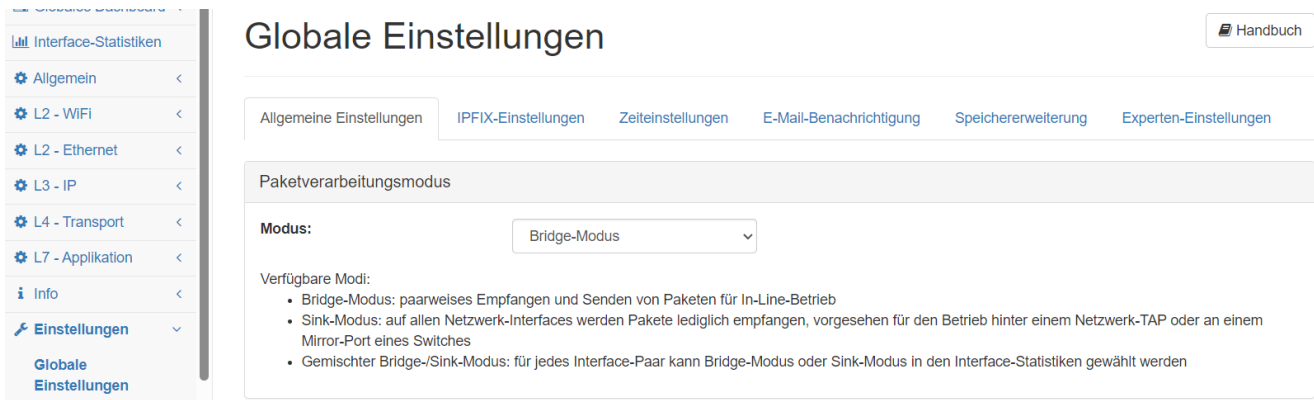 Globales Dashboard
Interface-Statistiken
Allgemein
L2 - WiFi
L2 - Ethernet
L3 - IP
L4 - Transport
L7 - Applikation
Info
Einstellungen
Globale
Einstellungen
Globale Einstellungen
Handbuch
Allgemeine Einstellungen IPFIX-Einstellungen Zeiteinstellungen E-Mail-Benachrichtigung Speichererweiterung Experten-Einstellungen
Paketverarbeitungsmodus
Modus: Bridge-Modus
Verfügbare Modi:
• Bridge-Modus: paarweises Empfangen und Senden von Paketen für In-Line-Betrieb
• Sink-Modus: auf allen Netzwerk-Interfaces werden Pakete lediglich empfangen, vorgesehen für den Betrieb hinter einem Netzwerk-TAP oder an einem
Mirror-Port eines Switches
• Gemischter Bridge-/Sink-Modus: für jedes Interface-Paar kann Bridge-Modus oder Sink-Modus in den Interface-Statistiken gewählt werden